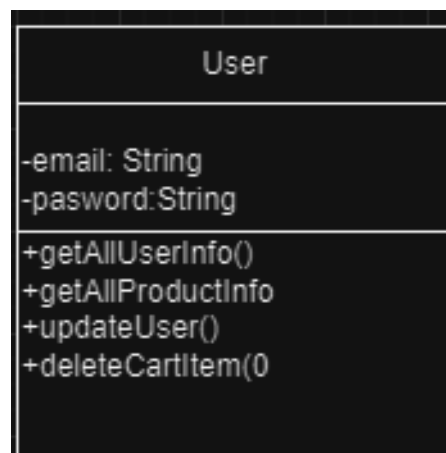 User
-email: String
-pasword:String
+getAllUserInfo()
+getAllProductInfo
+updateUser()
+deleteCartItem(0